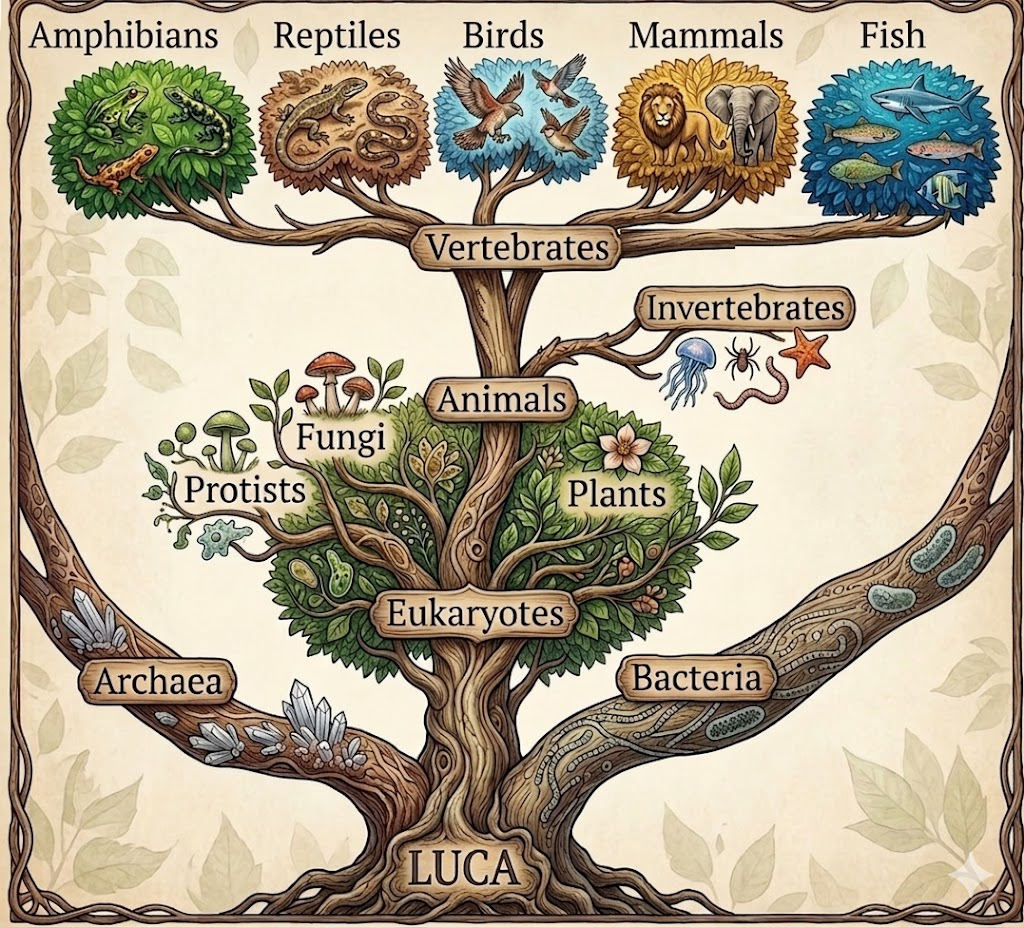 Amphibians
Reptiles
Birds
Mammals
Fish
Vertebrates
Invertebrates
Animals
Fungi
Protists
Plants
Eukaryotes
Archaea
Bacteria
LUCA